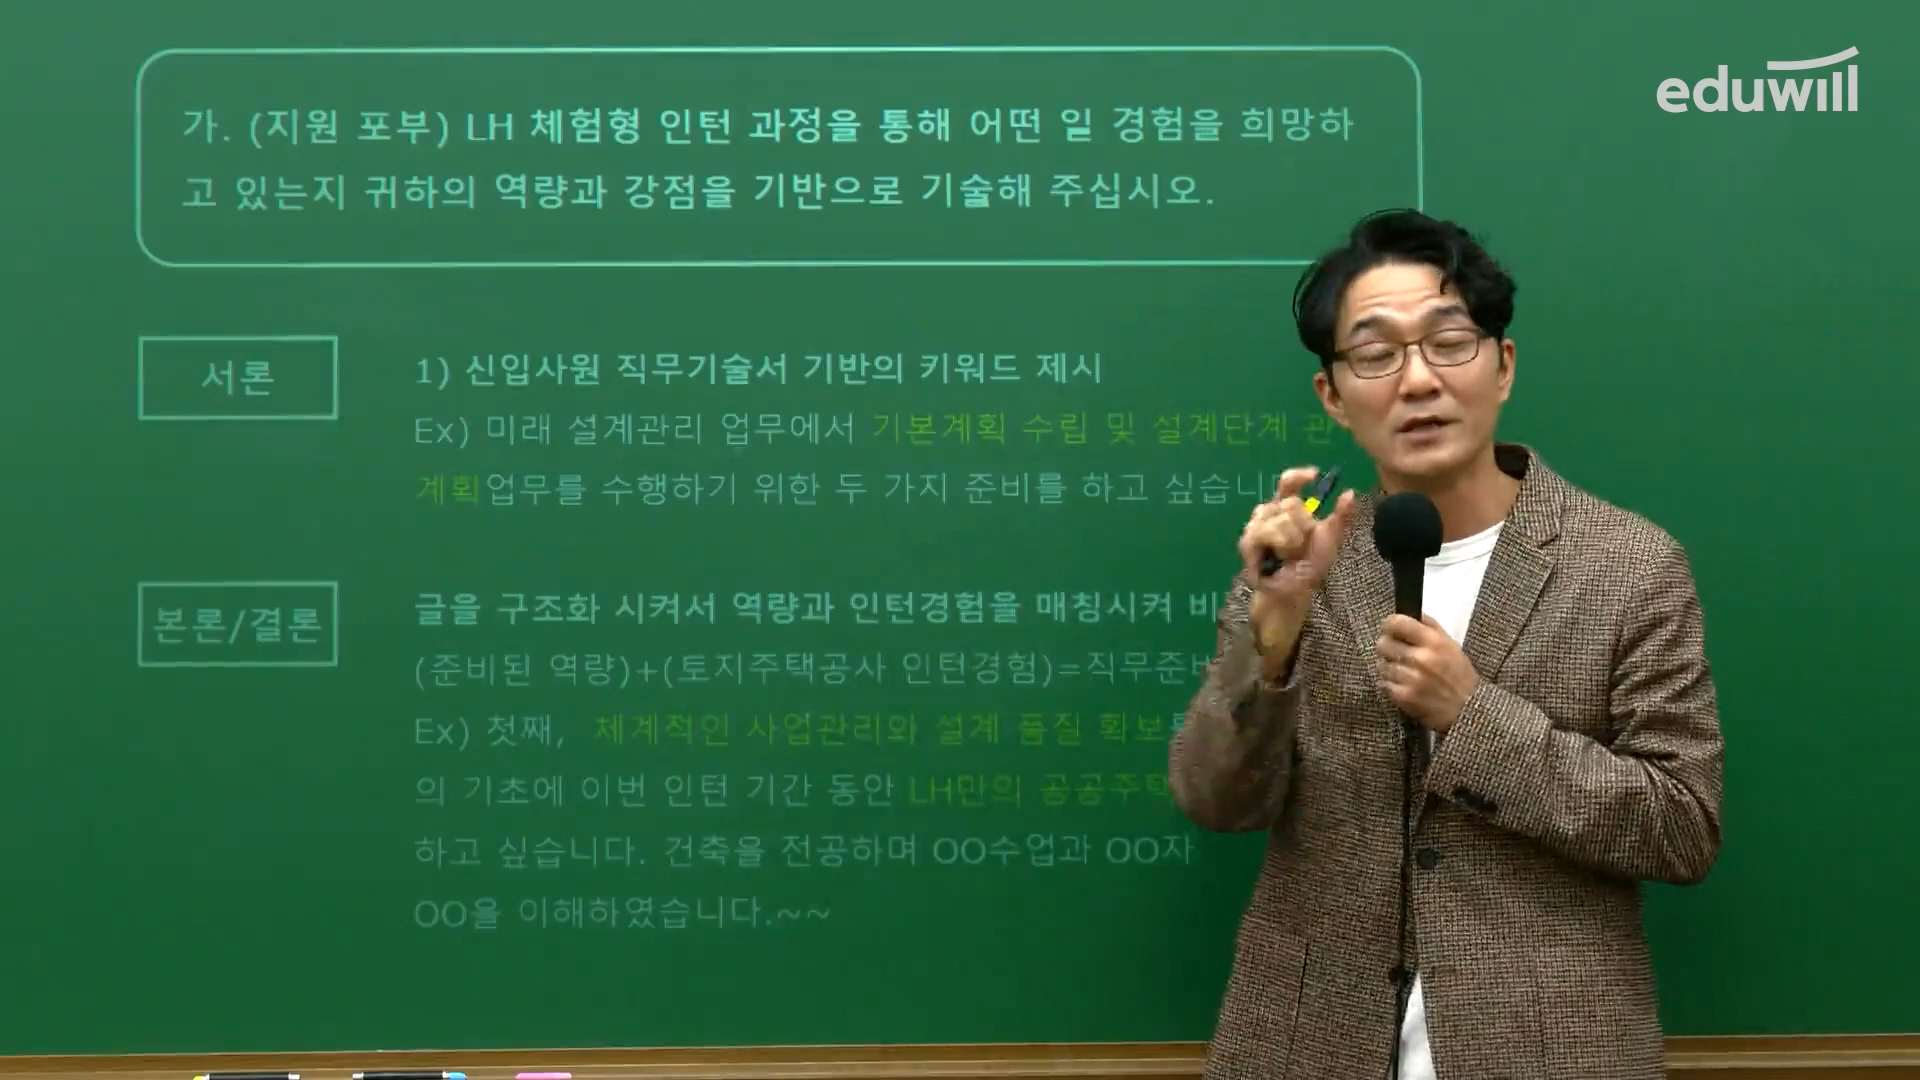 eduwill
가. (지원 포부) LH 체험형 인턴 과정을 통해 어떤 일 경험을 희망하
고 있는지 귀하의 역량과 강점을 기반으로 기술해 주십시오.
서론
1) 신입사원 직무기술서 기반의 키워드 제시
Ex) 미래 설계관리 업무에서 기본계획 수립 및 설계단계 관
계획업무를 수행하기 위한 두 가지 준비를 하고 싶습니
본론/결론
글을 구조화 시켜서 역량과 인턴경험을 매칭시켜
(준비된 역량)+(토지주택공사 인턴경험)=직무준비
Ex) 첫째, 체계적인 사업관리와 설계 품질 확보
의 기초에 이번 인턴 기간 동안 LH만의 공공주택
하고 싶습니다. 건축을 전공하며 OO수업과 OO자
OO을 이해하였습니다.~~